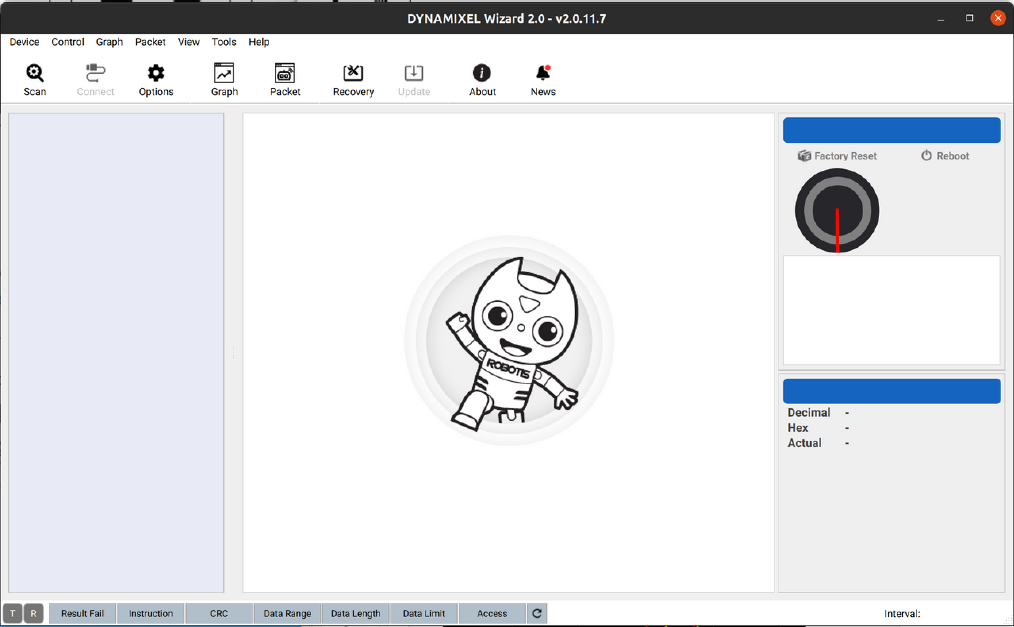 DYNAMIXEL Wizard 2.0 - v2.0.11.7
Device Control Graph Packet View Tools Help
Scan Connect Options Graph Packet Recovery Update About News
Factory Reset Reboot
ROBOTIS
Decimal -
Hex -
Actual -
T R Result Fail Instruction CRC Data Range Data Length Data Limit Access Interval: